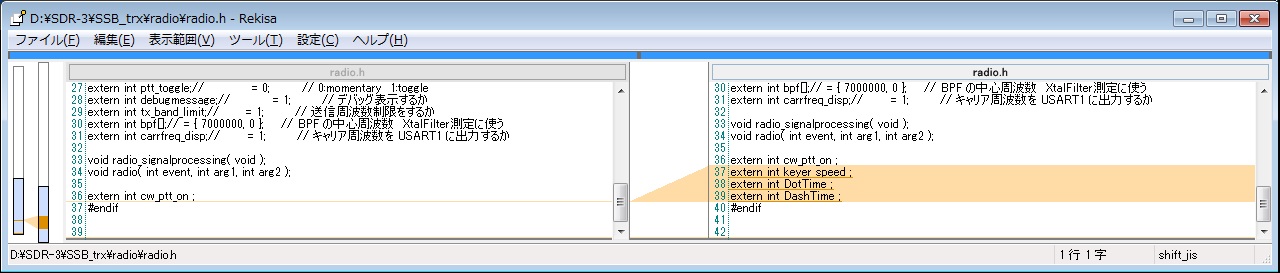 D:¥SDR-3¥SSB_trx¥radio¥radio.h - Rekisa
ファイル(F) 編集(E) 表示範囲(V) ツール(T) 設定(C) ヘルプ(H)
radio.h
27 extern int ptt_toggle;// = 0; // 0:momentary 1:toggle
28 extern int debugmessage;// = 1; // デバッグ表示するか
29 extern int tx_band_limit;// = 1; // 送信周波数制限をするか
30 extern int bpf[];// = { 7000000, 0 }; // BPF の中心周波数 XtalFilter測定に使う
31 extern int carrfreq_disp;// = 1; // キャリア周波数を USART1 に出力するか
32
33 void radio_signalprocessing( void );
34 void radio( int event, int arg1, int arg2 );
35
36 extern int cw_ptt_on ;
37 #endif
38
39
radio.h
30 extern int bpf[];// = { 7000000, 0 }; // BPF の中心周波数 XtalFilter測定に使う
31 extern int carrfreq_disp;// = 1; // キャリア周波数を USART1 に出力するか
32
33 void radio_signalprocessing( void );
34 void radio( int event, int arg1, int arg2 );
35
36 extern int cw_ptt_on ;
37 extern int keyer_speed ;
38 extern int DotTime ;
39 extern int DashTime ;
40 #endif
41
42
D:¥SDR-3¥SSB_trx¥radio¥radio.h 1 行 1 字 shift_jis